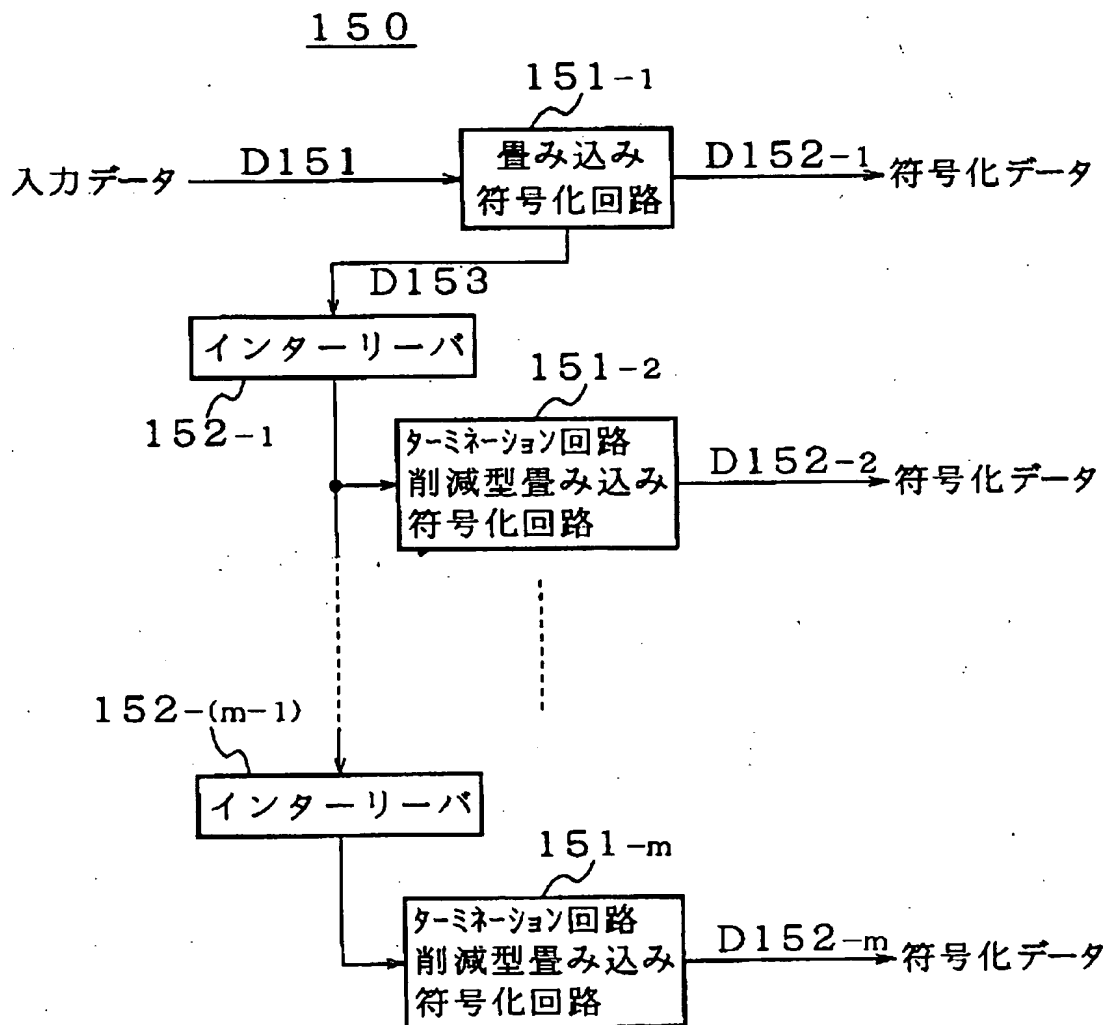 150
151-1
入力データ
D151
畳み込み
符号化回路
D152-1
符号化データ
D153
インターリーバ
152-1
151-2
ターミネーション回路
削減型畳み込み
符号化回路
D152-2
符号化データ
152-(m-1)
インターリーバ
151-m
ターミネーション回路
削減型畳み込み
符号化回路
D152-m
符号化データ